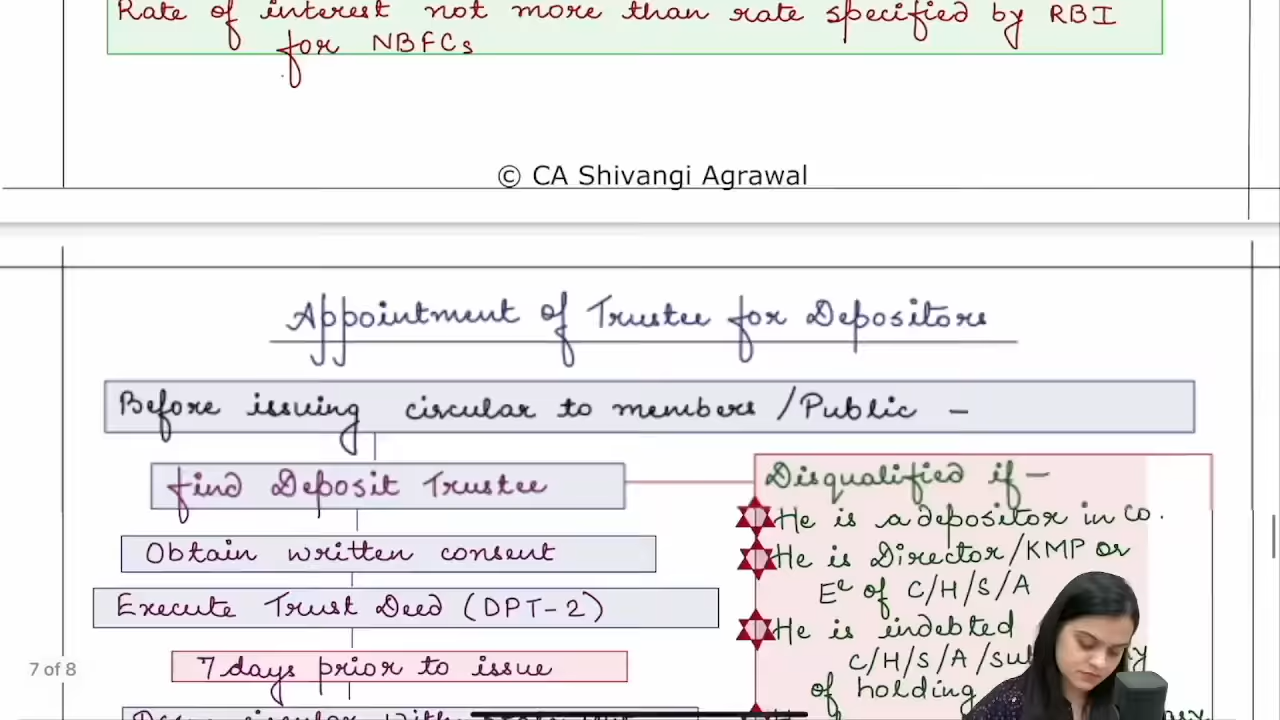 Rate of interest not more than rate specified by RBI
for NBFCs
© CA Shivangi Agrawal
Appointment of Trustee for Depositors
Before issuing circular to members / Public –
find Deposit Trustee
Obtain written consent
Execute Trust Deed (DPT-2)
7 days prior to issue
7 of 8
Disqualified if –
He is a depositor in co.
He is Director/KMP or
Eᵉ of C/H/S/A
He is indebted
C/H/S/A/
of holding